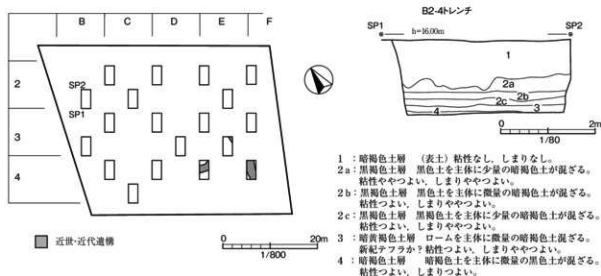 B C D E F
2
3
4
SP2
SP1
近世・近代遺構
0 20m
1/800
B2-4トレンチ
SP1 SP2
h=16.00m
1
2a
2b
2c
3
4
0 2m
1/80
1 ：暗褐色土層 (表土) 粘性なし、しまりなし。
2a：黒褐色土層 黒色土を主体に少量の暗褐色土が混ざる。
粘性ややつよい、しまりややつよい。
2b：黒褐色土層 黒色土を主体に微量の暗褐色土が混ざる。
粘性つよい、しまりややつよい。
2c：黒褐色土層 黒褐色土を主体に少量の暗褐色土が混ざる。
粘性つよい、しまりややつよい。
3 ：暗黄褐色土層 ロームを主体に微量の暗褐色土が混ざる。
新紀テフラか？粘性つよい、しまりややつよい。
4 ：暗褐色土層 暗褐色土を主体に微量の黒色土が混ざる。
粘性つよい、しまりつよい。